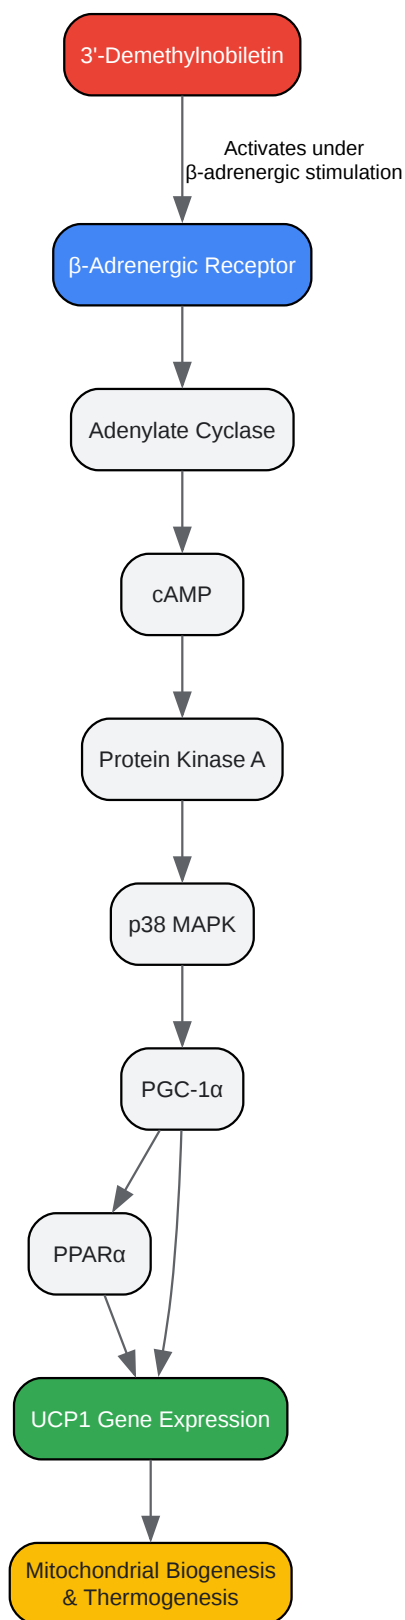 3'-Demethylnobiletin
Activates under
β-adrenergic stimulation
β-Adrenergic Receptor
Adenylate Cyclase
cAMP
Protein Kinase A
p38 MAPK
PGC-1α
PPARα
UCP1 Gene Expression
Mitochondrial Biogenesis
& Thermogenesis